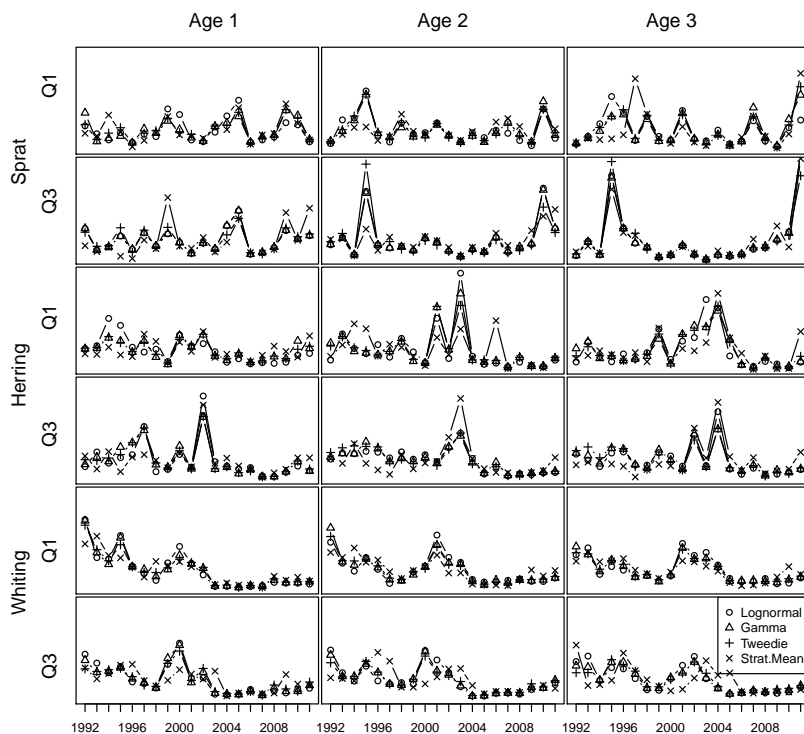 Age 1 Age 2 Age 3
Sprat
Q1
Q3
Herring
Q1
Q3
Whiting
Q1
Q3
Lognormal
Gamma
Tweedie
Strat.Mean
1992 1996 2000 2004 2008 1992 1996 2000 2004 2008 1992 1996 2000 2004 2008